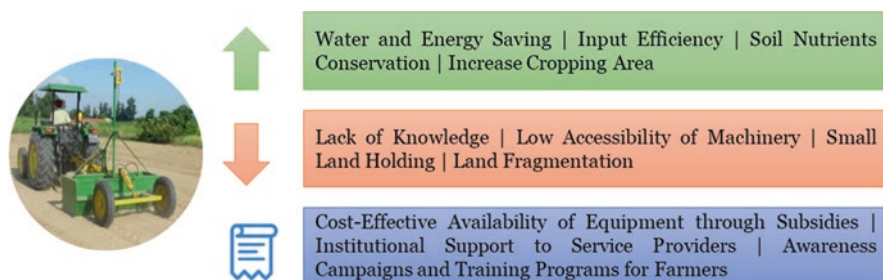 Water and Energy Saving | Input Efficiency | Soil Nutrients
Conservation | Increase Cropping Area
Lack of Knowledge | Low Accessibility of Machinery | Small
Land Holding | Land Fragmentation
Cost-Effective Availability of Equipment through Subsidies |
Institutional Support to Service Providers | Awareness
Campaigns and Training Programs for Farmers